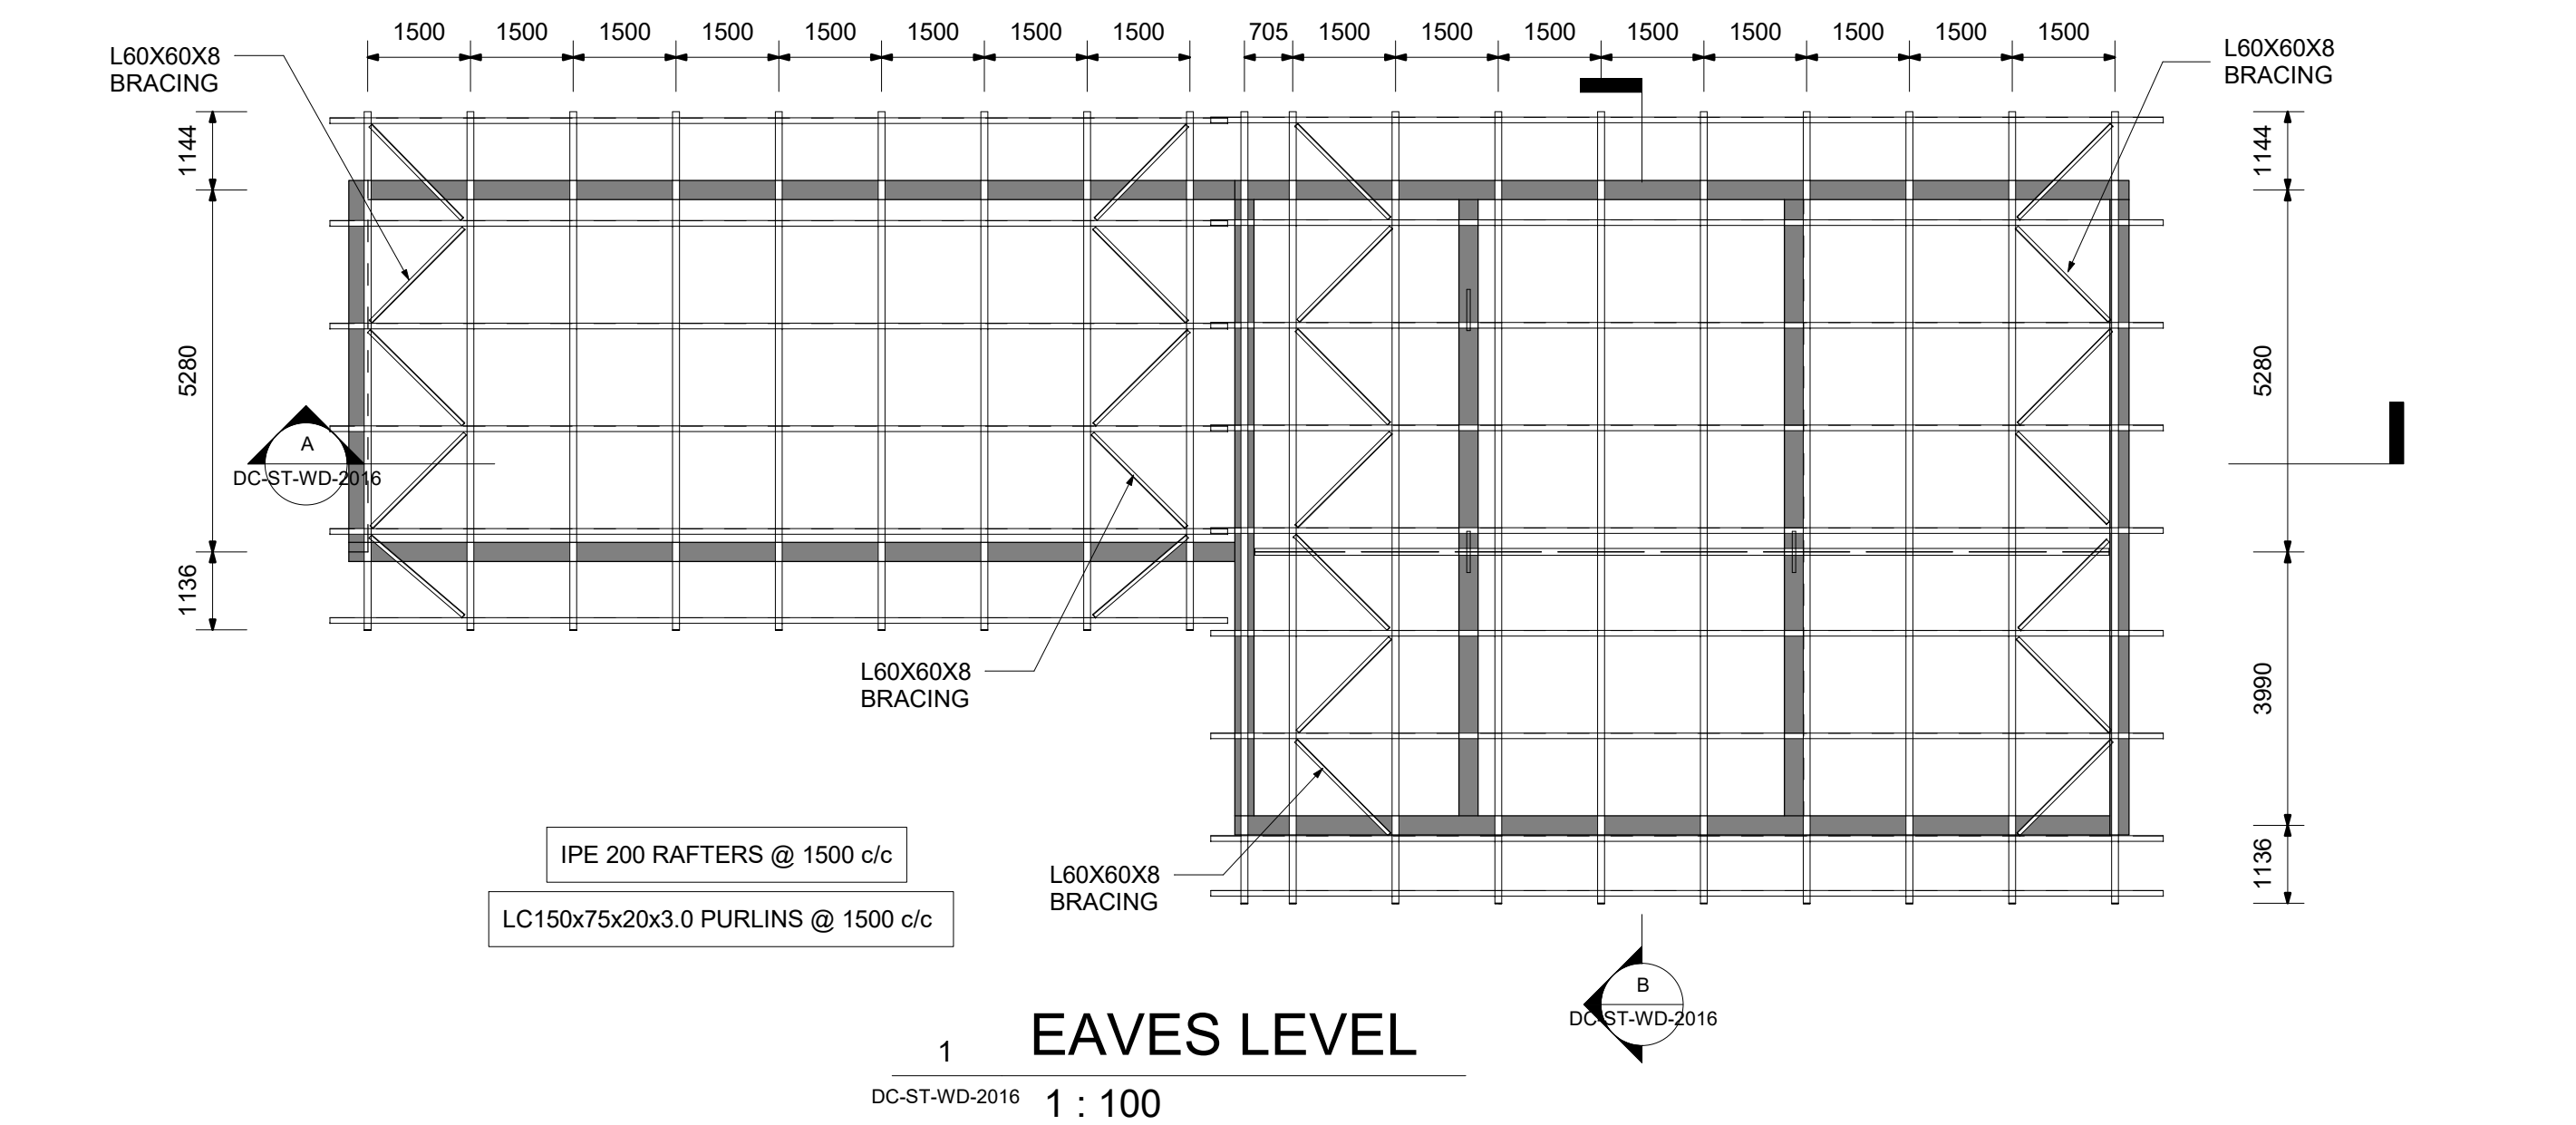 1500 1500 1500 1500 1500 1500 1500 1500 705 1500 1500 1500 1500 1500 1500 1500 1500
L60X60X8
BRACING
L60X60X8
BRACING
1144
5280
1136
1144
5280
3990
1136
A
DC-ST-WD-2016
L60X60X8
BRACING
L60X60X8
BRACING
IPE 200 RAFTERS @ 1500 c/c
LC150x75x20x3.0 PURLINS @ 1500 c/c
B
DC-ST-WD-2016
1 EAVES LEVEL
DC-ST-WD-2016 1 : 100